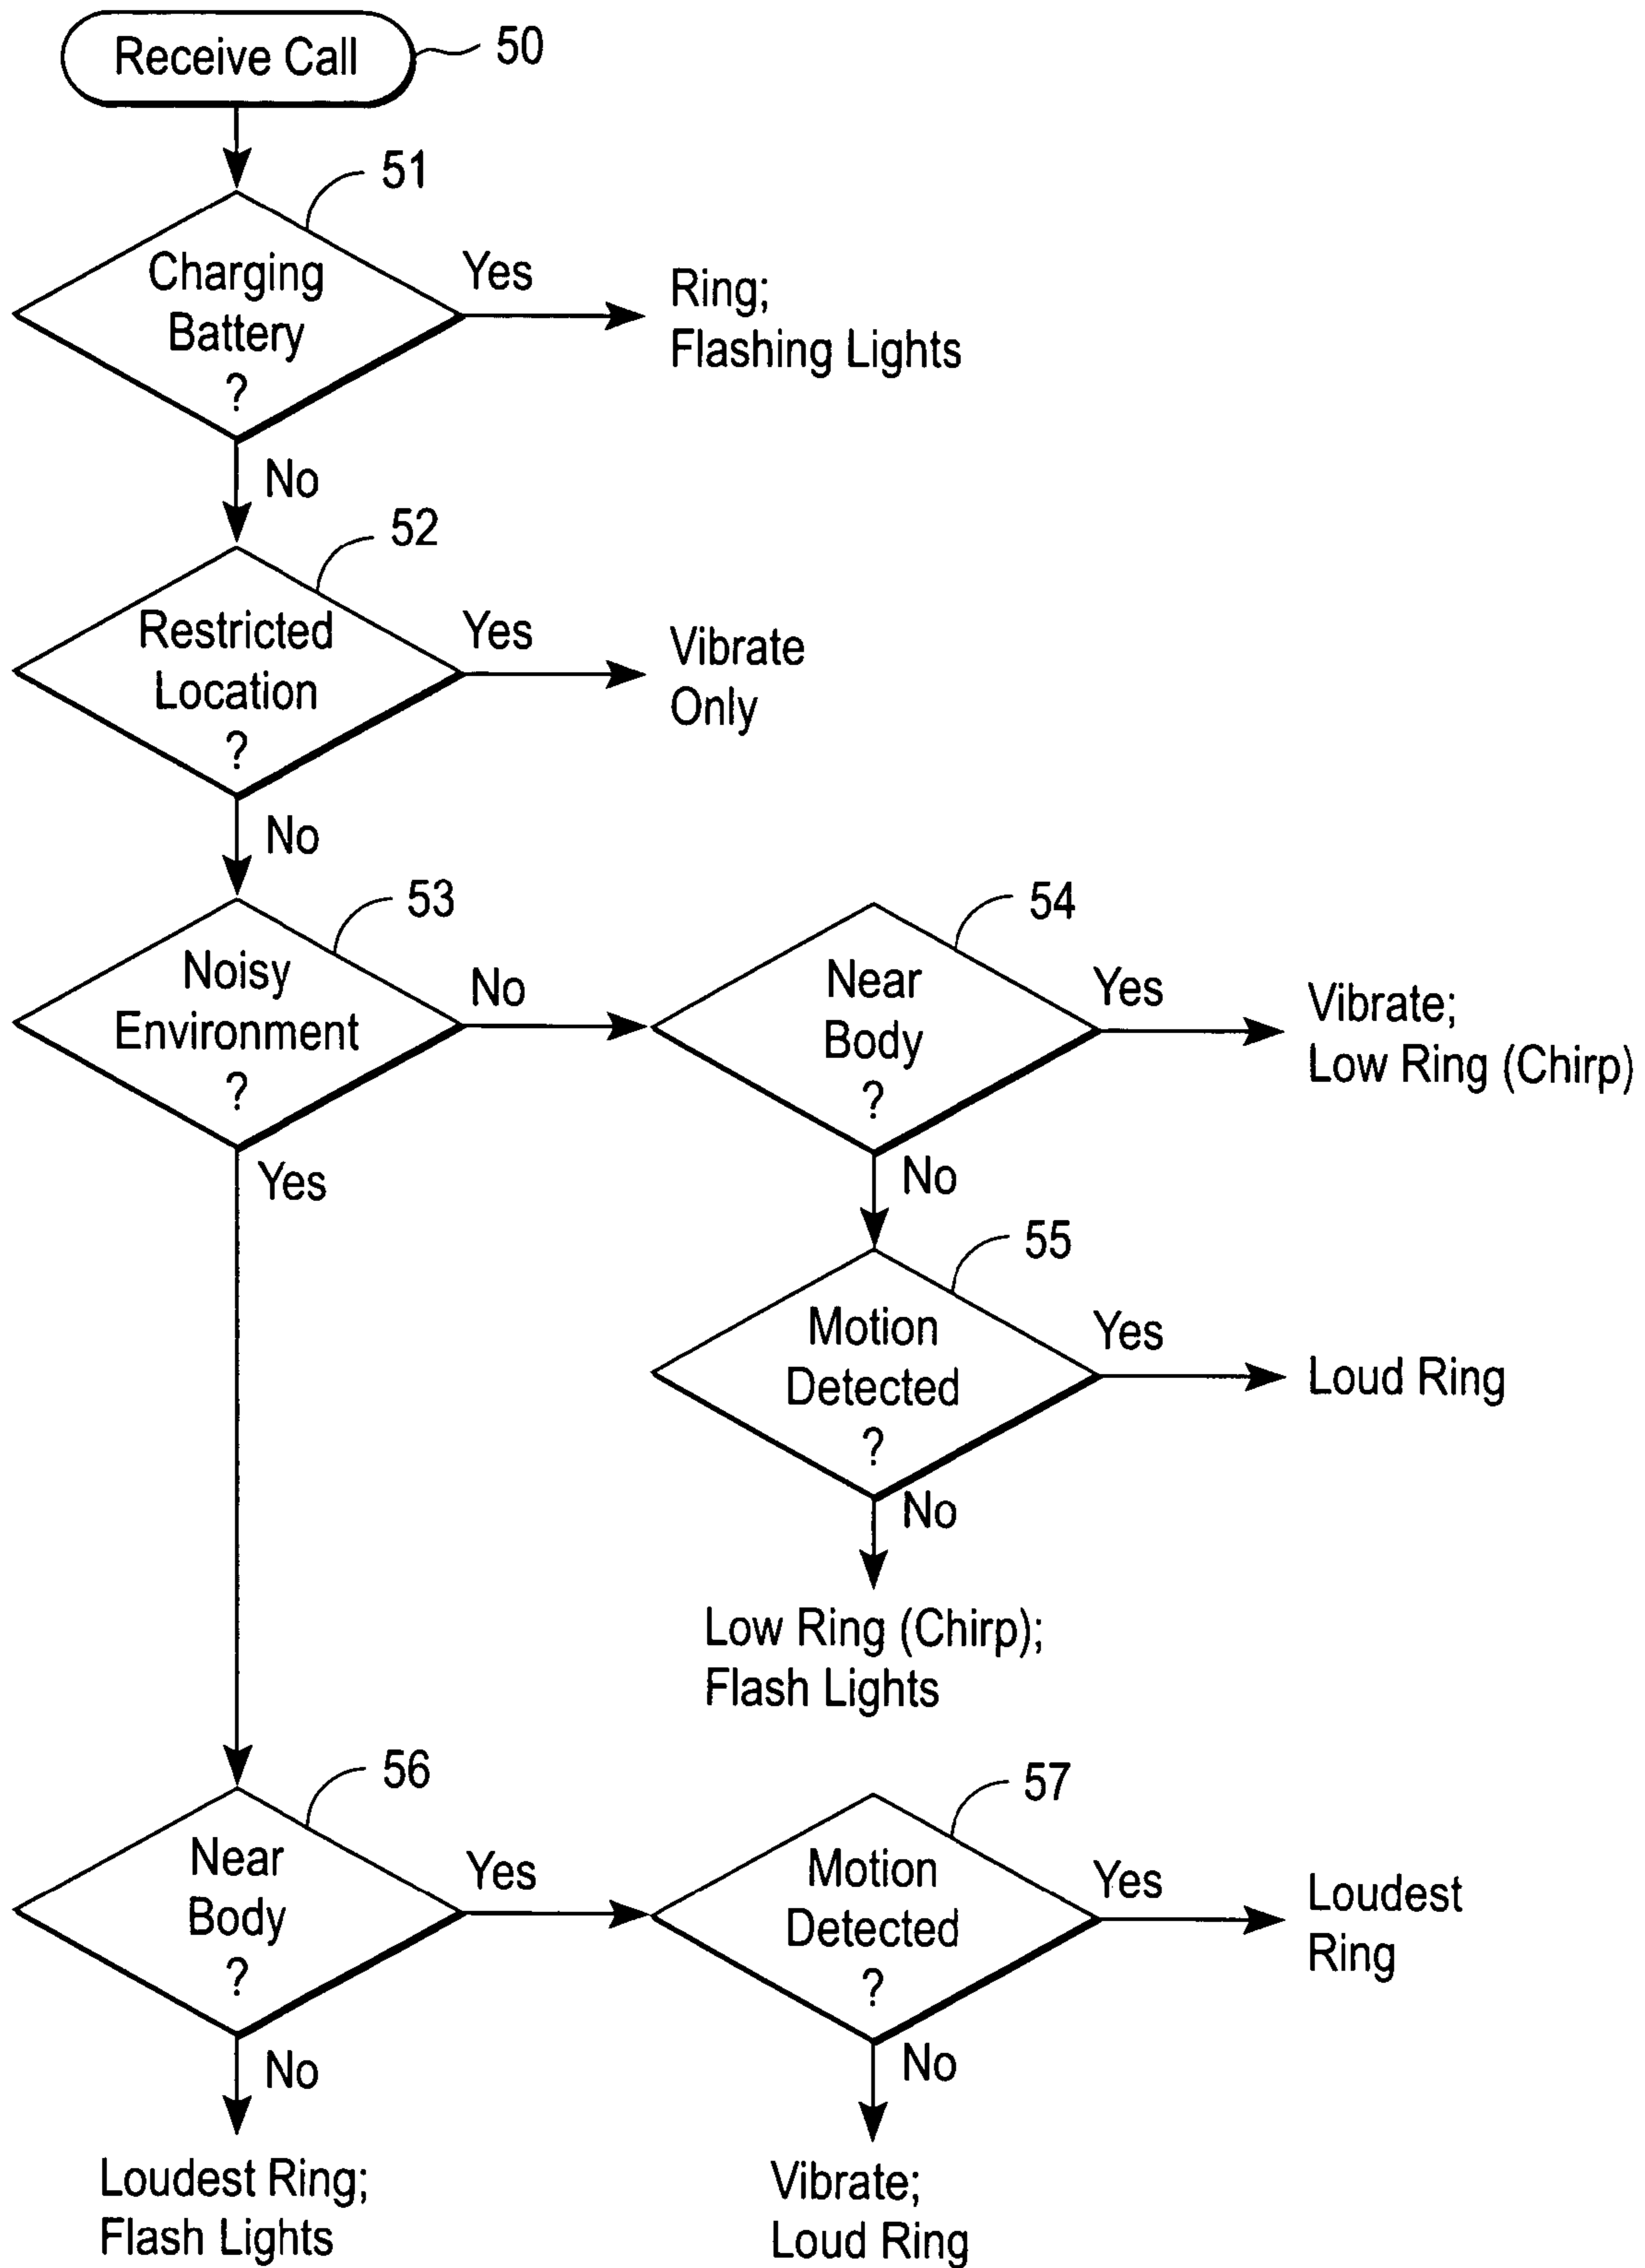 Receive Call
50
51
Charging
Battery
?
Yes
Ring;
Flashing Lights
No
52
Restricted
Location
?
Yes
Vibrate
Only
No
53
Noisy
Environment
?
No
54
Near
Body
?
Yes
Vibrate;
Low Ring (Chirp)
Yes
No
55
Motion
Detected
?
Yes
Loud Ring
No
Low Ring (Chirp);
Flash Lights
56
Near
Body
?
Yes
57
Motion
Detected
?
Yes
Loudest
Ring
No
Loudest Ring;
Flash Lights
No
Vibrate;
Loud Ring